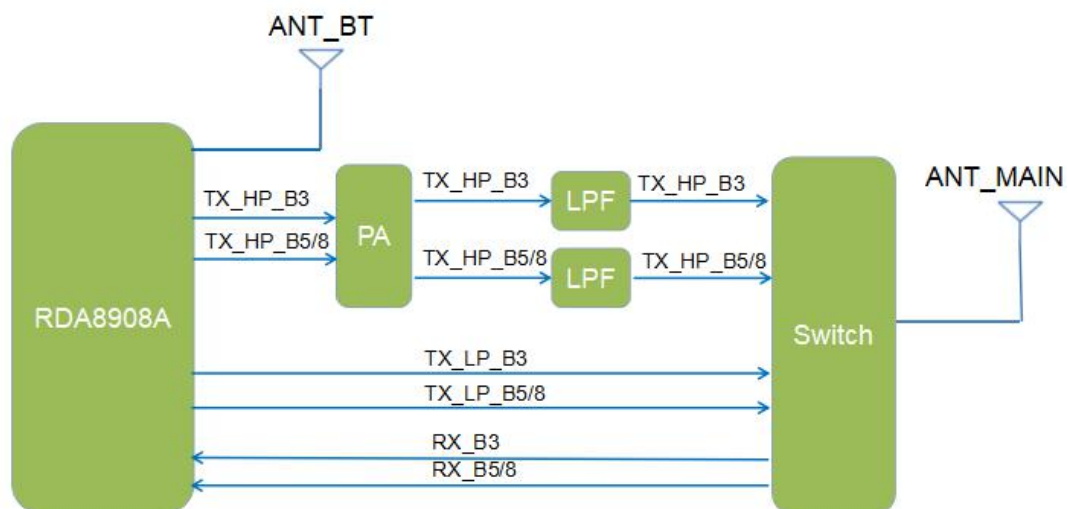 ANT_BT
ANT_MAIN
TX_HP_B3
TX_HP_B3
TX_HP_B3
LPF
TX_HP_B5/8
PA
TX_HP_B5/8
LPF
TX_HP_B5/8
RDA8908A
Switch
TX_LP_B3
TX_LP_B5/8
RX_B3
RX_B5/8